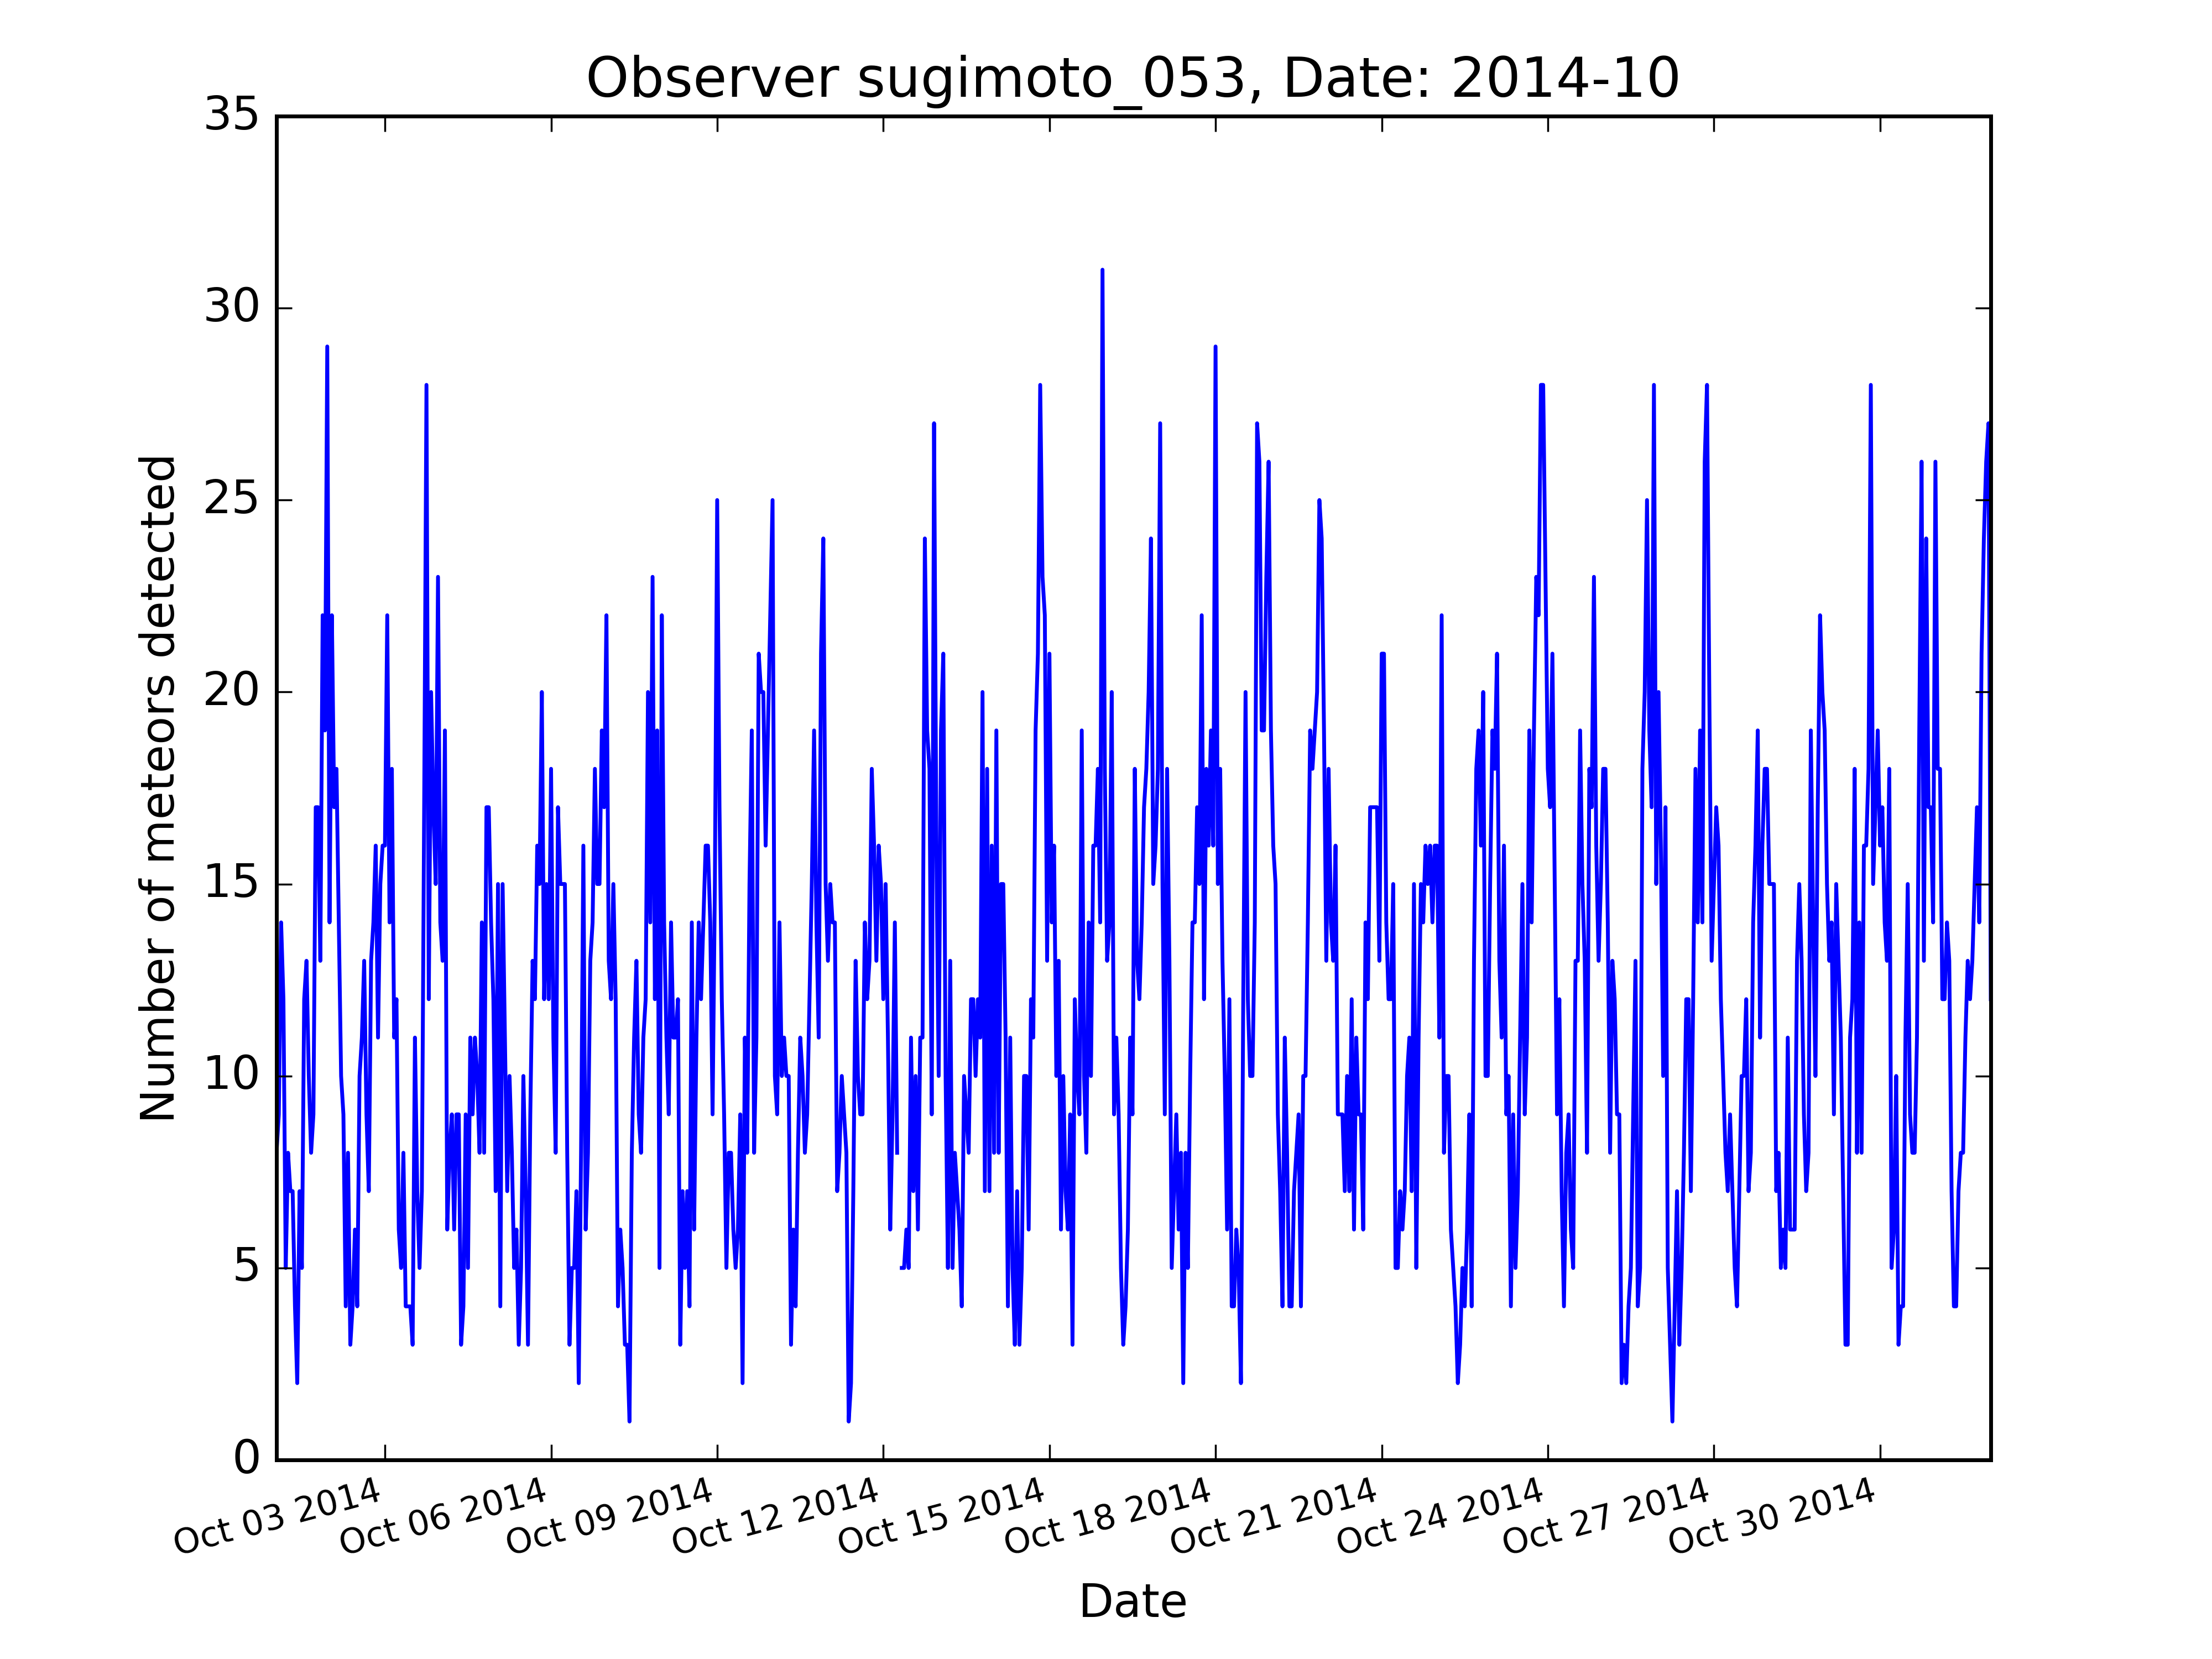 Observer sugimoto_053, Date: 2014-10
Number of meteors detected
35
30
25
20
15
10
5
0
Oct 03 2014
Oct 06 2014
Oct 09 2014
Oct 12 2014
Oct 15 2014
Oct 18 2014
Oct 21 2014
Oct 24 2014
Oct 27 2014
Oct 30 2014
Date